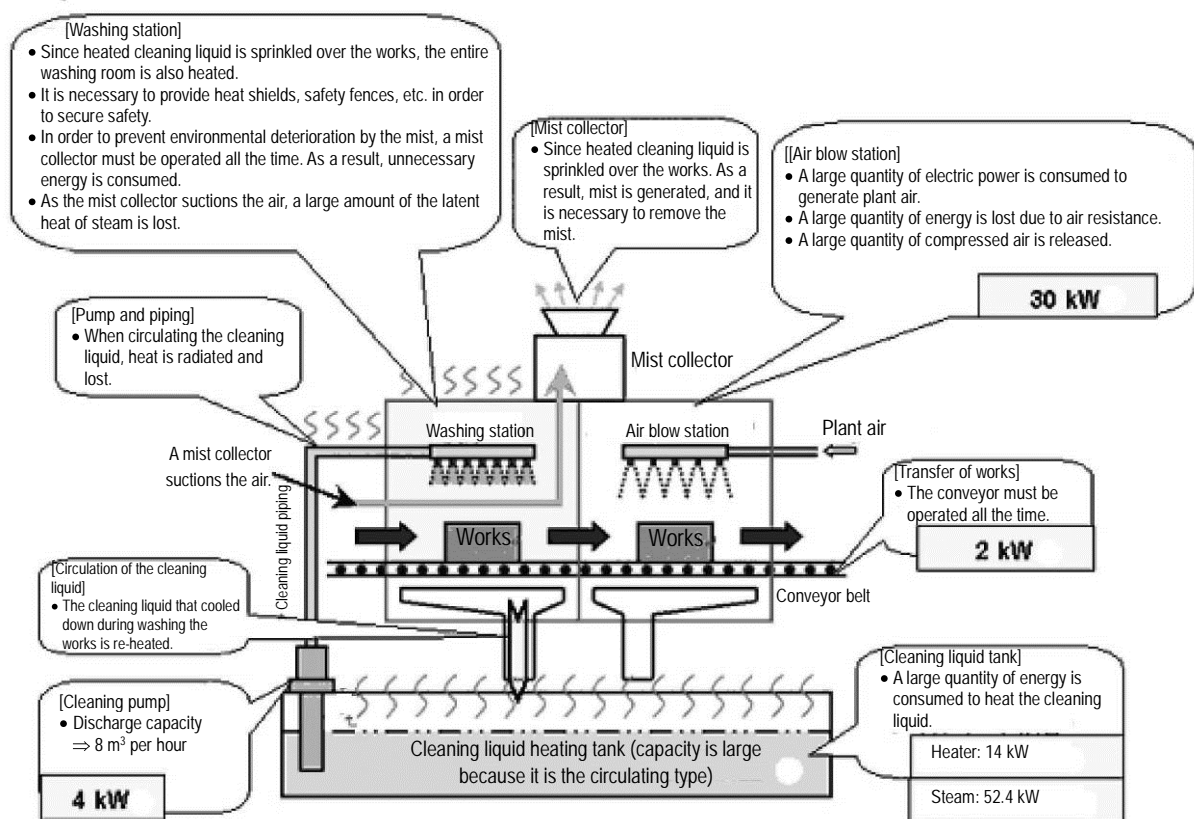 [Washing station]
• Since heated cleaning liquid is sprinkled over the works, the entire
washing room is also heated.
• It is necessary to provide heat shields, safety fences, etc. in order
to secure safety.
• In order to prevent environmental deterioration by the mist, a mist
collector must be operated all the time. As a result, unnecessary
energy is consumed.
• As the mist collector suctions the air, a large amount of the latent
heat of steam is lost.
[Mist collector]
• Since heated cleaning liquid is
sprinkled over the works. As a
result, mist is generated, and it
is necessary to remove the
mist.
[[Air blow station]
• A large quantity of electric power is consumed to
generate plant air.
• A large quantity of energy is lost due to air resistance.
• A large quantity of compressed air is released.
30 kW
[Pump and piping]
• When circulating the cleaning
liquid, heat is radiated and
lost.
Mist collector
Washing station
Air blow station
Plant air
A mist collector
suctions the air.
Cleaning liquid piping
[Transfer of works]
• The conveyor must be
operated all the time.
2 kW
Works
Works
Conveyor belt
[Circulation of the cleaning
liquid]
• The cleaning liquid that cooled
down during washing the
works is re-heated.
[Cleaning pump]
• Discharge capacity
⇒ 8 m³ per hour
4 kW
[Cleaning liquid tank]
• A large quantity of energy is
consumed to heat the cleaning
liquid.
Heater: 14 kW
Steam: 52.4 kW
Cleaning liquid heating tank (capacity is large
because it is the circulating type)